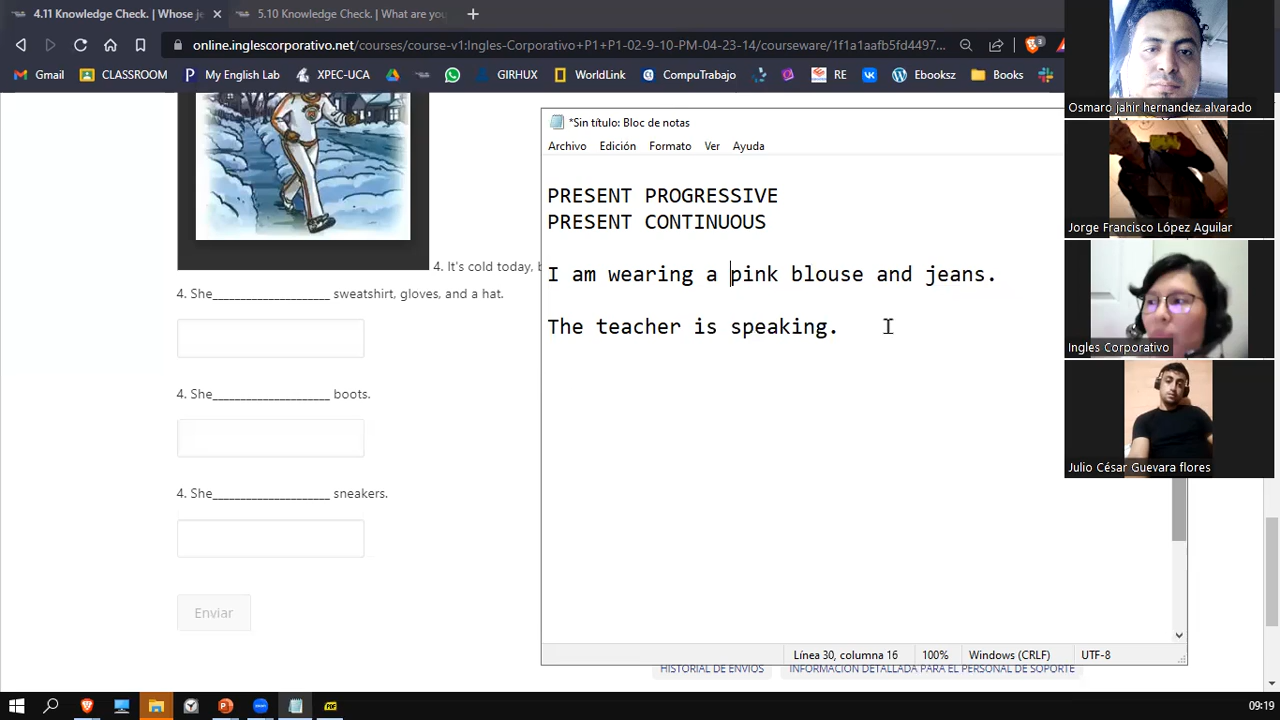 4.11 Knowledge Check. | Whose je
5.10 Knowledge Check. | What are you
online.inglescorporativo.net/courses/course-v1:Ingles-Corporativo+P1+P1-02-9-10-PM-04-23-14/courseware/1f1a1aafb5fd4497...
Gmail CLASSROOM My English Lab XPEC-UCA GIRHUX WorldLink CompuTrabajo RE Ebooksz Books
*Sin título: Bloc de notas
Archivo Edición Formato Ver Ayuda
PRESENT PROGRESSIVE
PRESENT CONTINUOUS
I am wearing a pink blouse and jeans.
The teacher is speaking.
4. It's cold today, b
4. She____________________ sweatshirt, gloves, and a hat.
4. She____________________ boots.
4. She____________________ sneakers.
Enviar
Línea 30, columna 16 100% Windows (CRLF) UTF-8
HISTORIAL DE ENVÍOS INFORMACIÓN DETALLADA PARA EL PERSONAL DE SOPORTE
Osmaro jahir hernandez alvarado
Jorge Francisco López Aguilar
Ingles Corporativo
Julio César Guevara flores
09:19